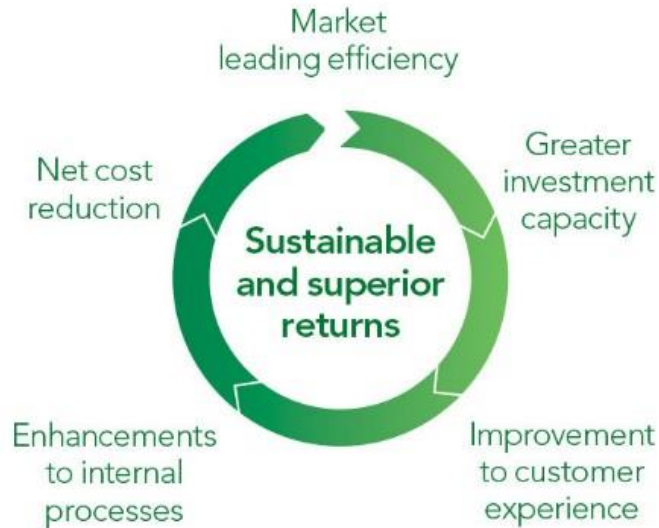 Market
leading efficiency
Greater
investment
capacity
Improvement
to customer
experience
Enhancements
to internal
processes
Net cost
reduction
Sustainable
and superior
returns